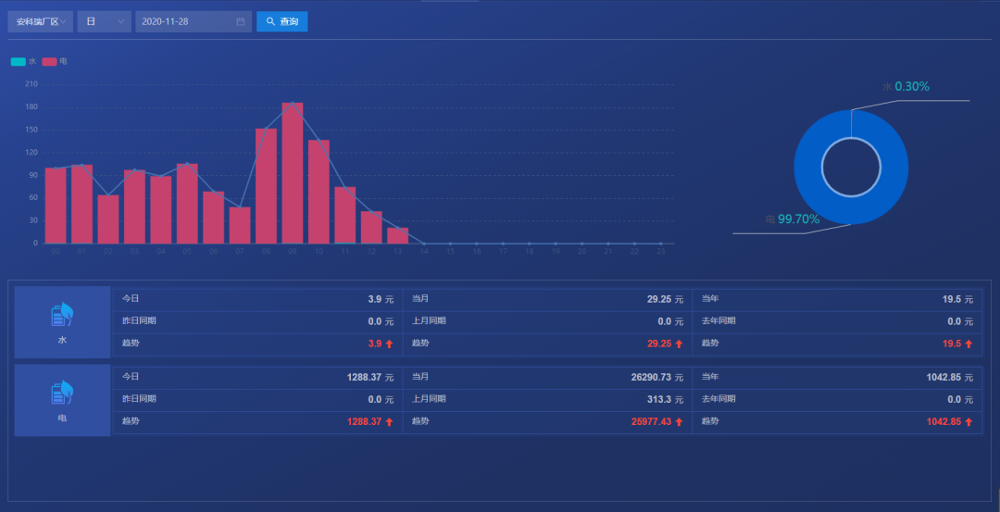 安科瑞厂区 日 2020-11-28 查询
水 电
210
180
150
120
90
60
30
0
00 01 02 03 04 05 06 07 08 09 10 11 12 13 14 15 16 17 18 19 20 21 22 23
水 0.30%
电 99.70%
水
今日 3.9 元 当月 29.25 元 当年 19.5 元
昨日同期 0.0 元 上月同期 0.0 元 去年同期 0.0 元
趋势 3.9 趋势 29.25 趋势 19.5
电
今日 1288.37 元 当月 26290.73 元 当年 1042.85 元
昨日同期 0.0 元 上月同期 313.3 元 去年同期 0.0 元
趋势 1288.37 趋势 25977.43 趋势 1042.85